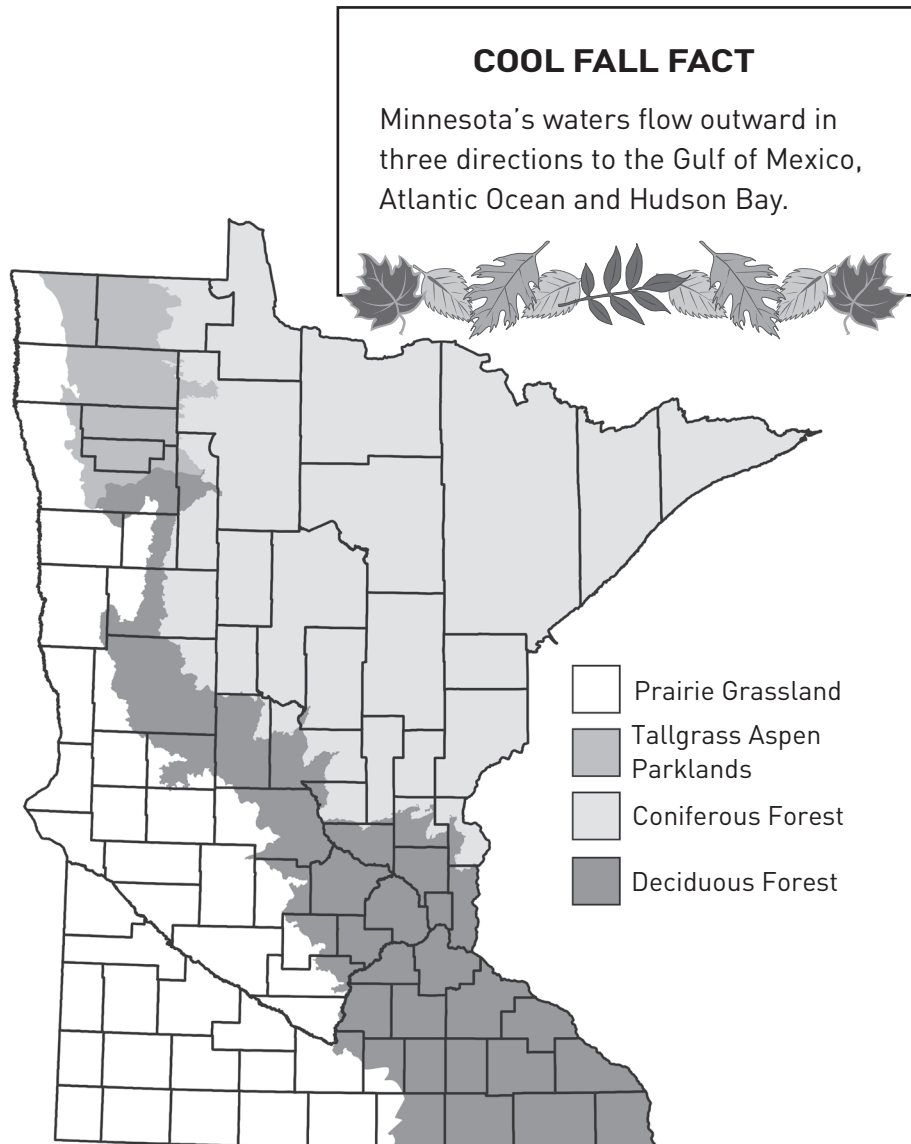 COOL FALL FACT
Minnesota’s waters flow outward in
three directions to the Gulf of Mexico,
Atlantic Ocean and Hudson Bay.
Prairie Grassland
Tallgrass Aspen
Parklands
Coniferous Forest
Deciduous Forest